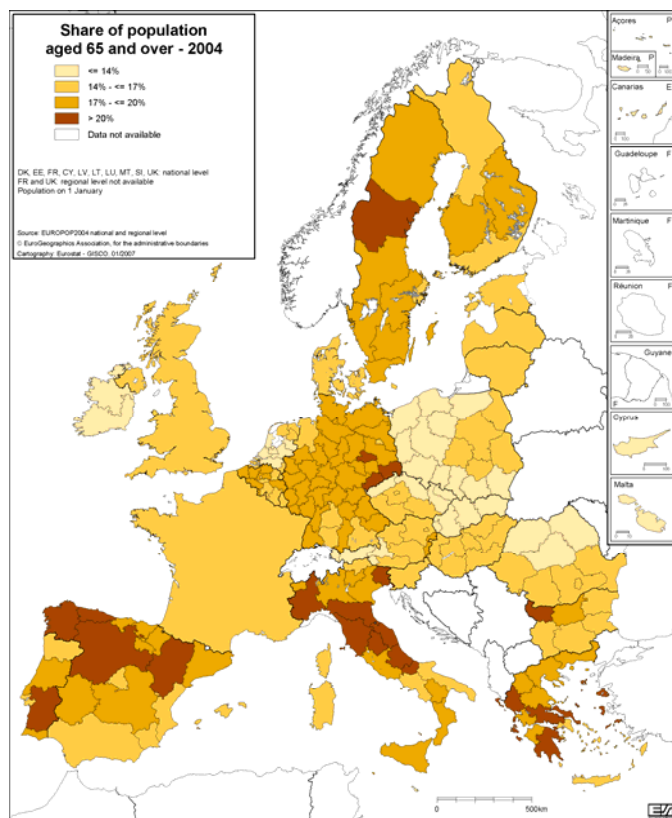 Share of population
aged 65 and over - 2004
<= 14%
14% - <= 17%
17% - <= 20%
> 20%
Data not available
DK, EE, FR, CY, LV, LT, LU, MT, SI, UK: national level
FR and UK: regional level not available
Population on 1 January
Source: EUROPOP2004 national and regional level
© EuroGeographics Association, for the administrative boundaries
Cartography: Eurostat - GISCO, 01/2007
Açores P
Madeira P
Canarias E
Guadeloupe F
Martinique F
Réunion F
Guyane
F
Cyprus
Malta
0 500km